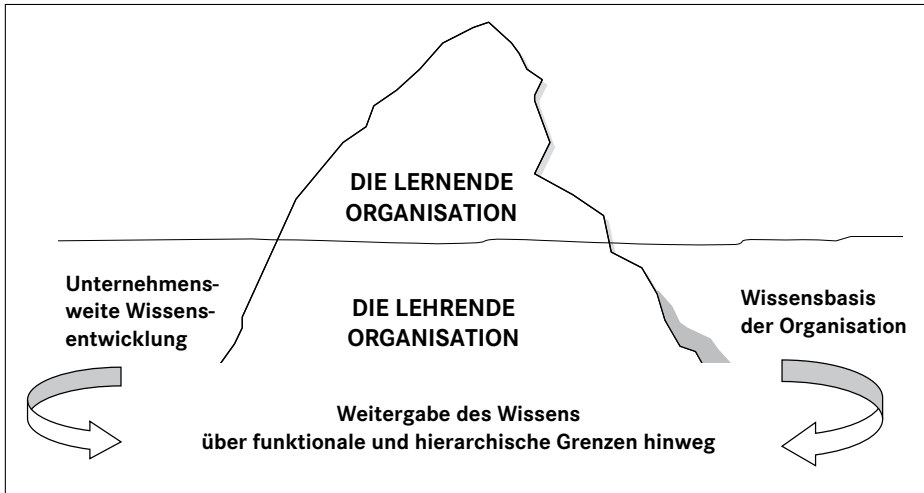 DIE LERNENDE
ORGANISATION
Unternehmens-
weite Wissens-
entwicklung
DIE LEHRENDE
ORGANISATION
Wissensbasis
der Organisation
Weitergabe des Wissens
über funktionale und hierarchische Grenzen hinweg